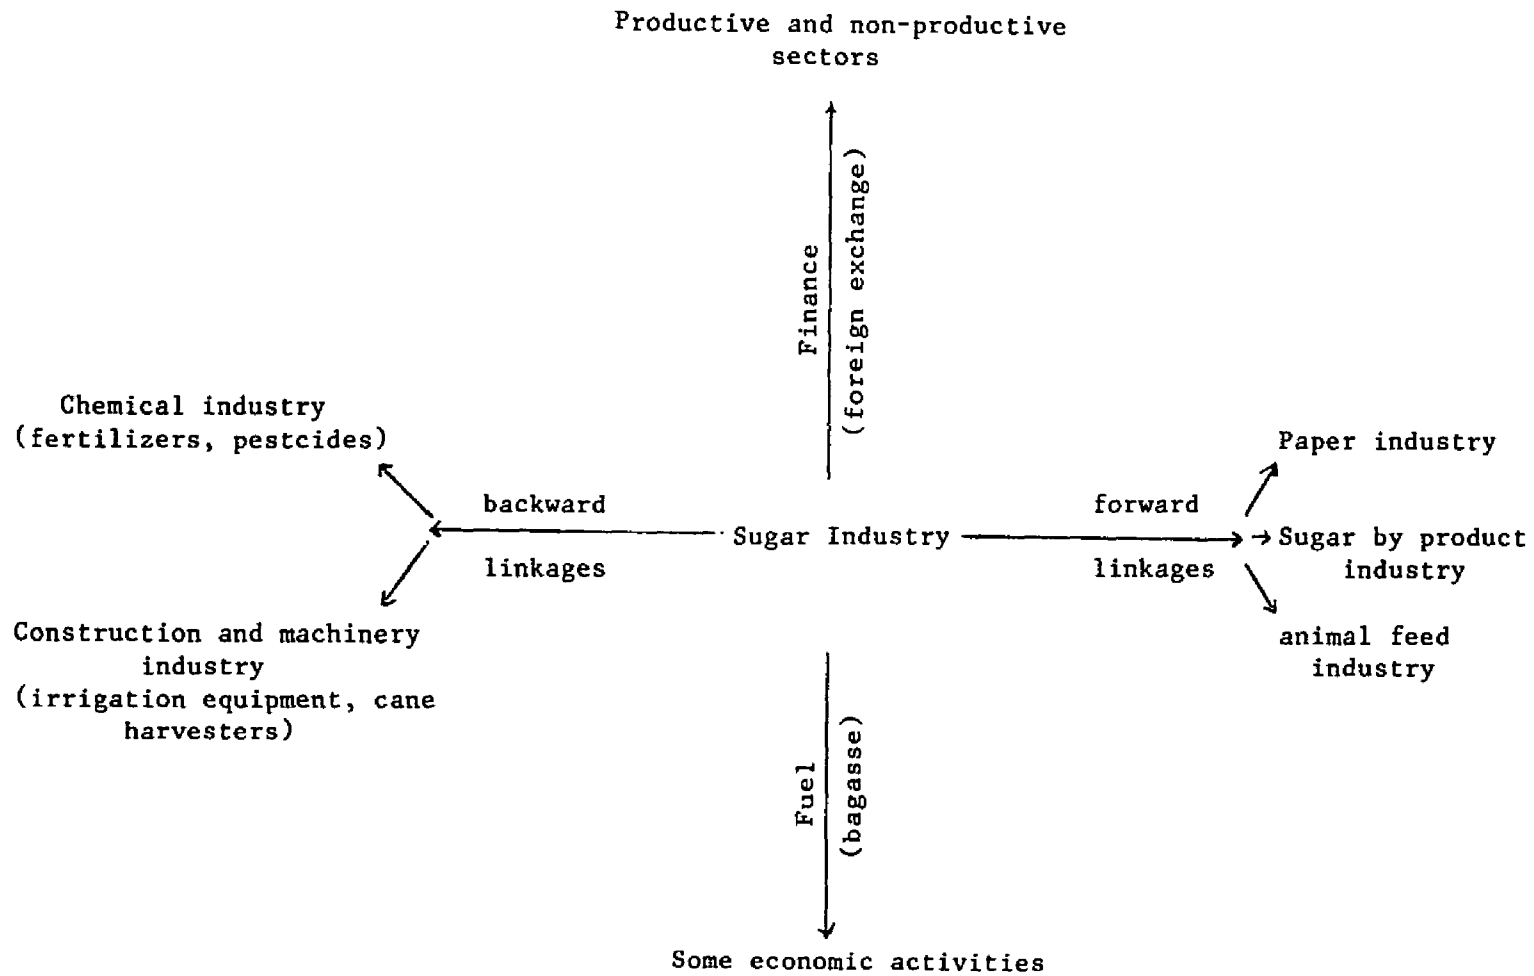 Productive and non-productive
sectors
Finance
(foreign exchange)
Chemical industry
(fertilizers, pestcides)
backward
linkages
Construction and machinery
industry
(irrigation equipment, cane
harvesters)
Sugar Industry
forward
linkages
Paper industry
Sugar by product
industry
animal feed
industry
Fuel
(bagasse)
Some economic activities